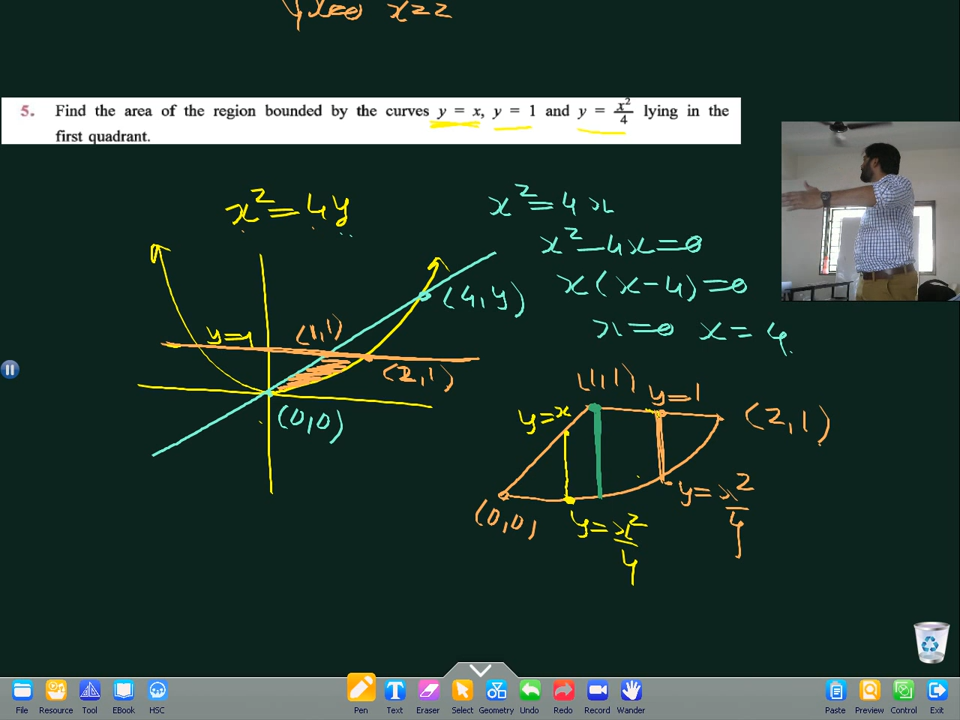 x=0 x=2
5. Find the area of the region bounded by the curves y = x, y = 1 and y = x²/4 lying in the
first quadrant.
x² = 4y
x² = 4x
x² - 4x = 0
x(x - 4) = 0
x = 0 x = 4
(4, y)
y=1
(1,1)
(2,1)
(0,0)
(1,1)
y=1
(2,1)
y=x
(0,0)
y = x²/4
y = x²/4
File Resource Tool EBook HSC Pen Text Eraser Select Geometry Undo Redo Record Wander Paste Preview Control Exit